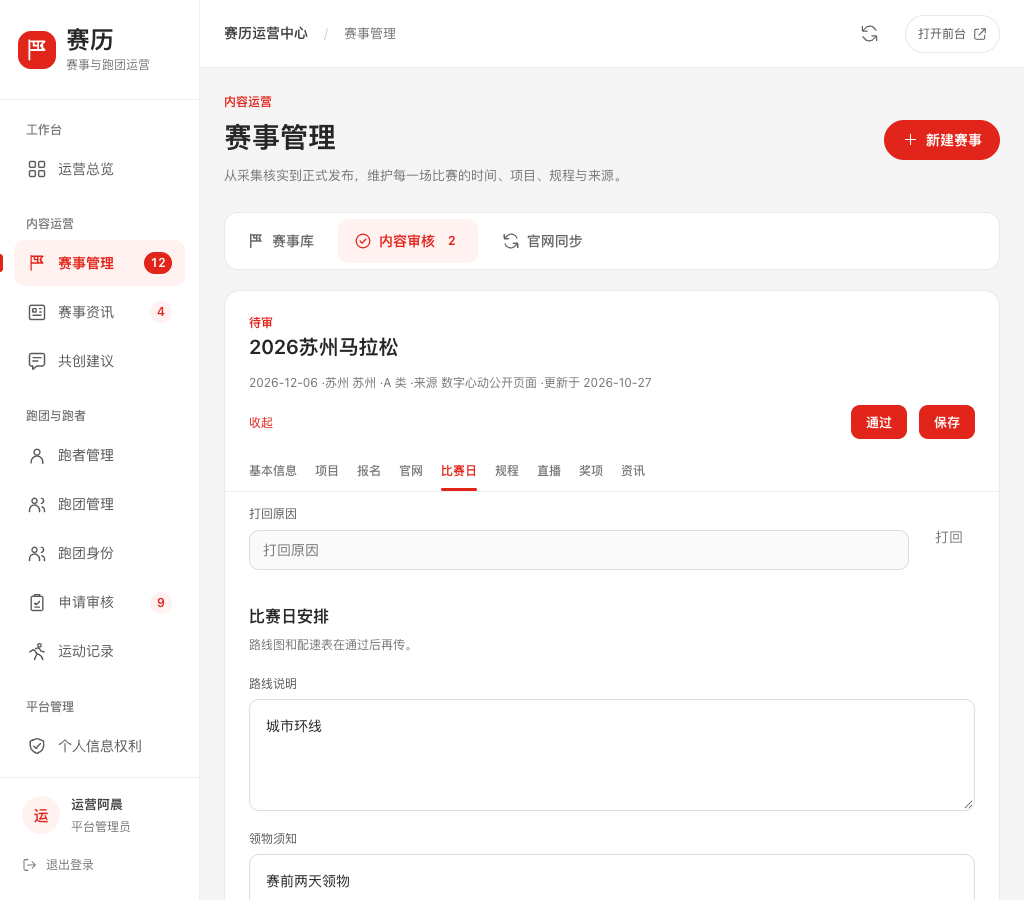 赛历
赛事与跑团运营
工作台
运营总览
内容运营
赛事管理 12
赛事资讯 4
共创建议
跑团与跑者
跑者管理
跑团管理
跑团身份
申请审核 9
运动记录
平台管理
个人信息权利
运 运营阿晨
平台管理员
退出登录
赛历运营中心 / 赛事管理
打开前台
内容运营
赛事管理
从采集核实到正式发布，维护每一场比赛的时间、项目、规程与来源。
新建赛事
赛事库 内容审核 2 官网同步
待审
2026苏州马拉松
2026-12-06 ·苏州 苏州 ·A 类 ·来源 数字心动公开页面 ·更新于 2026-10-27
收起 通过 保存
基本信息 项目 报名 官网 比赛日 规程 直播 奖项 资讯
打回原因
打回原因 打回
比赛日安排
路线图和配速表在通过后再传。
路线说明
城市环线
领物须知
赛前两天领物